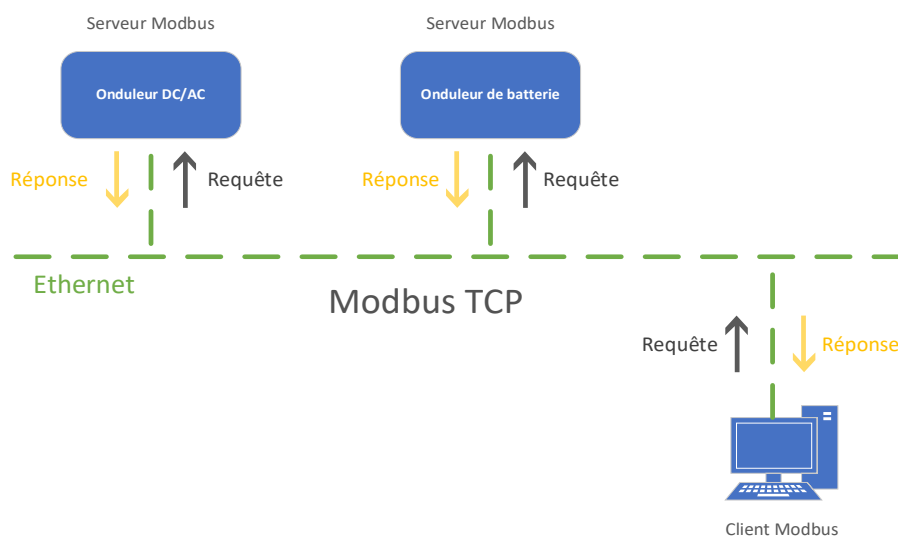 Serveur Modbus
Serveur Modbus
Onduleur DC/AC
Onduleur de batterie
Réponse
Requête
Réponse
Requête
Ethernet
Modbus TCP
Requête
Réponse
Client Modbus